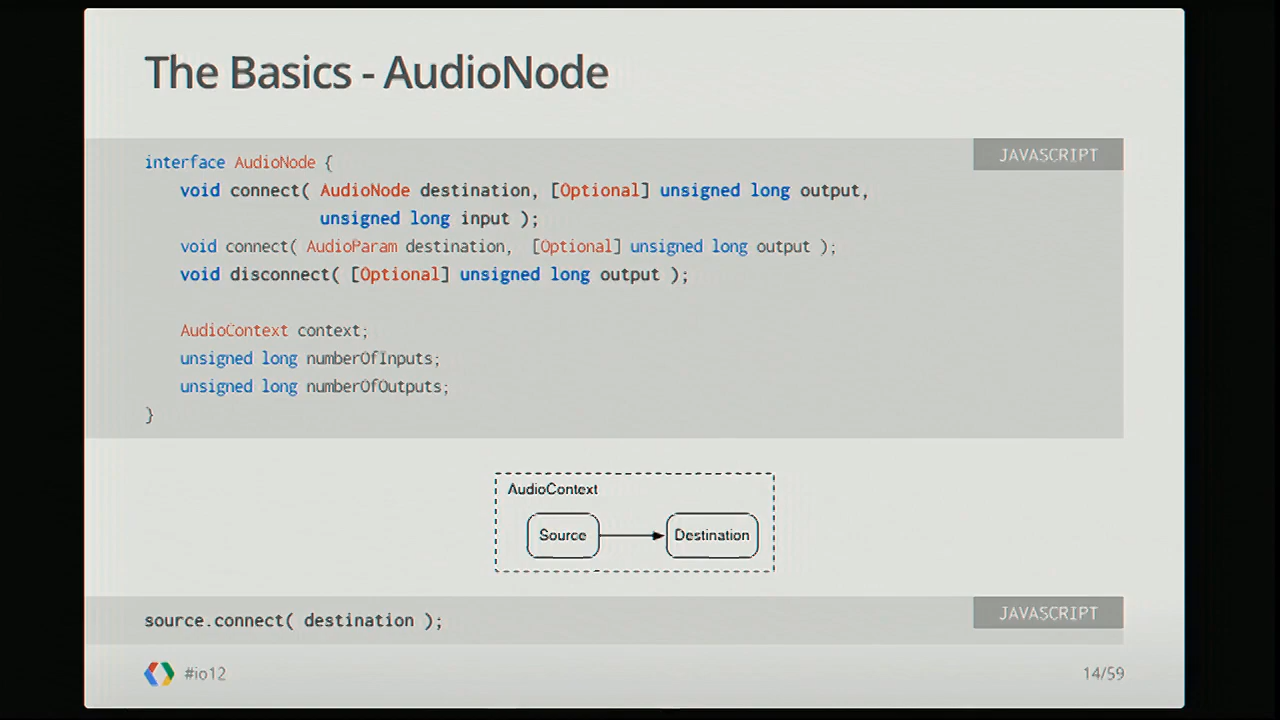 The Basics - AudioNode
JAVASCRIPT
interface AudioNode {
void connect( AudioNode destination, [Optional] unsigned long output,
unsigned long input );
void connect( AudioParam destination, [Optional] unsigned long output );
void disconnect( [Optional] unsigned long output );
AudioContext context;
unsigned long numberOfInputs;
unsigned long numberOfOutputs;
}
AudioContext
Source
Destination
JAVASCRIPT
source.connect( destination );
#io12
14/59